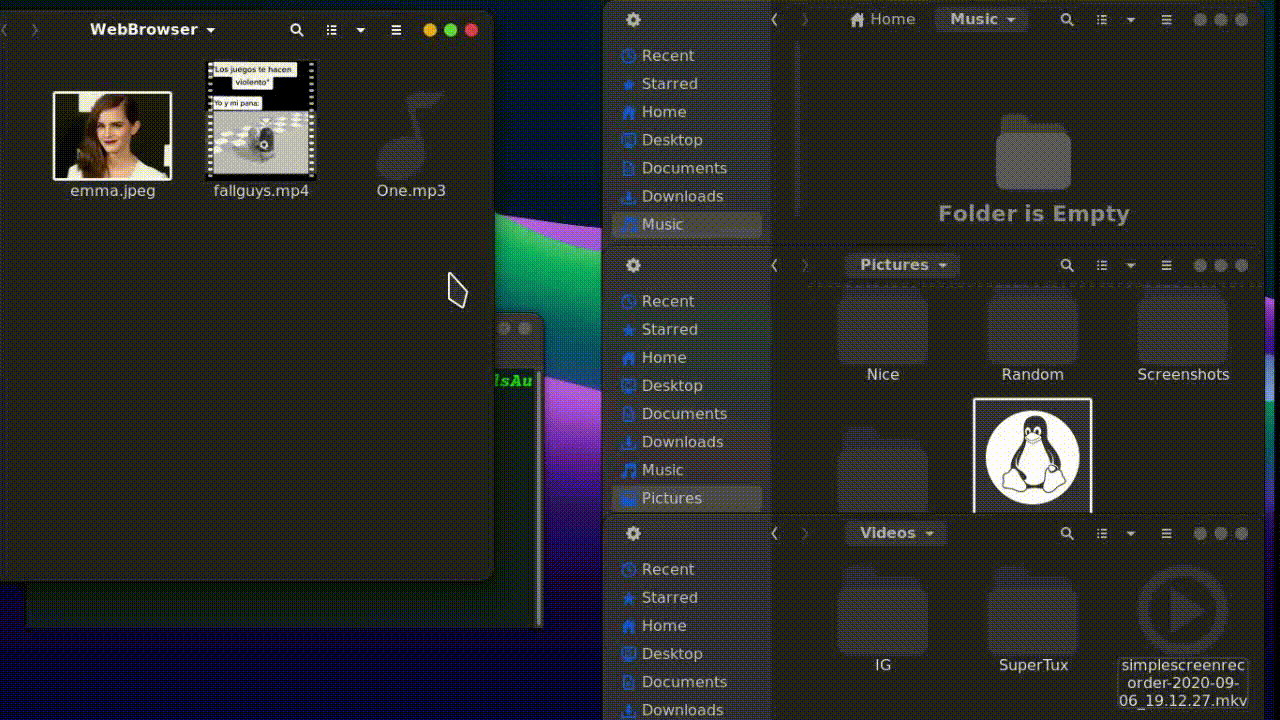 WebBrowser
"Los juegos te hacen
violento"
Yo y mi pana:
emma.jpeg
fallguys.mp4
One.mp3
lsAu
Home
Music
Recent
Starred
Home
Desktop
Documents
Downloads
Music
Folder is Empty
Pictures
Recent
Starred
Home
Desktop
Documents
Downloads
Music
Pictures
Nice
Random
Screenshots
Videos
Recent
Starred
Home
Desktop
Documents
Downloads
IG
SuperTux
simplescreenrec
order-2020-09-
06_19.12.27.mkv